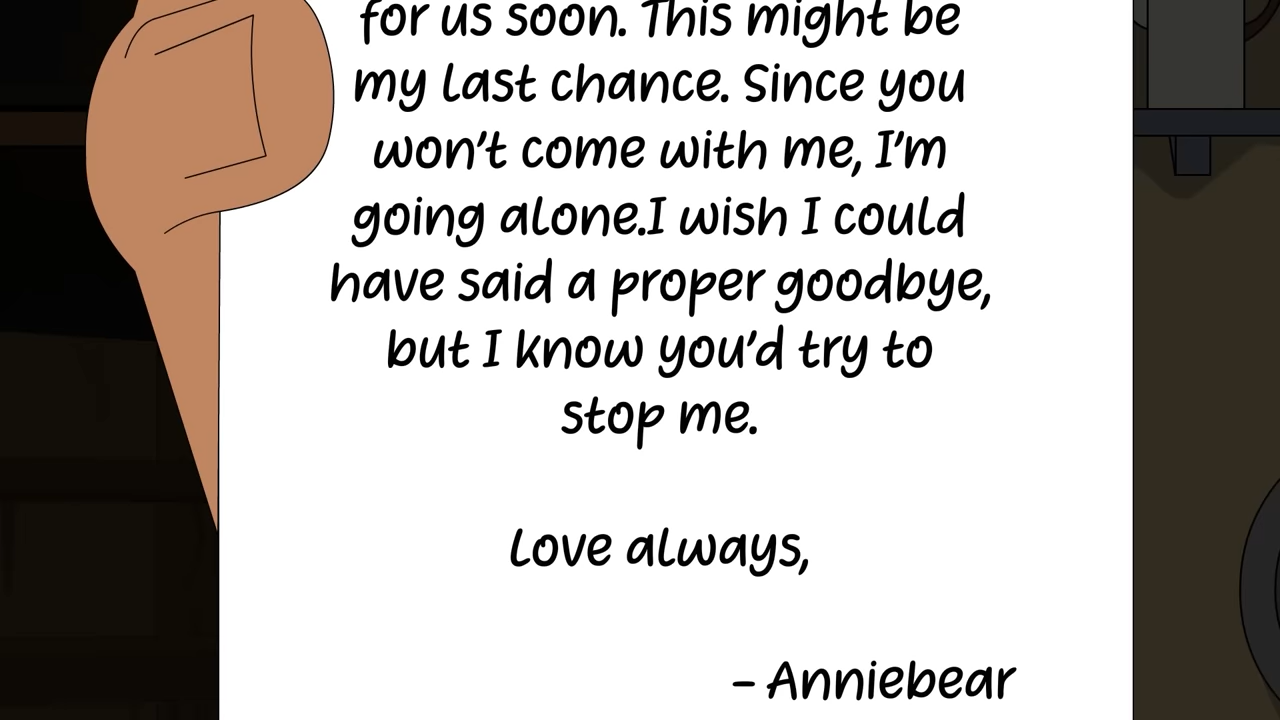 for us soon. This might be
my last chance. Since you
won't come with me, I'm
going alone.I wish I could
have said a proper goodbye,
but I know you'd try to
stop me.
Love always,
- Anniebear